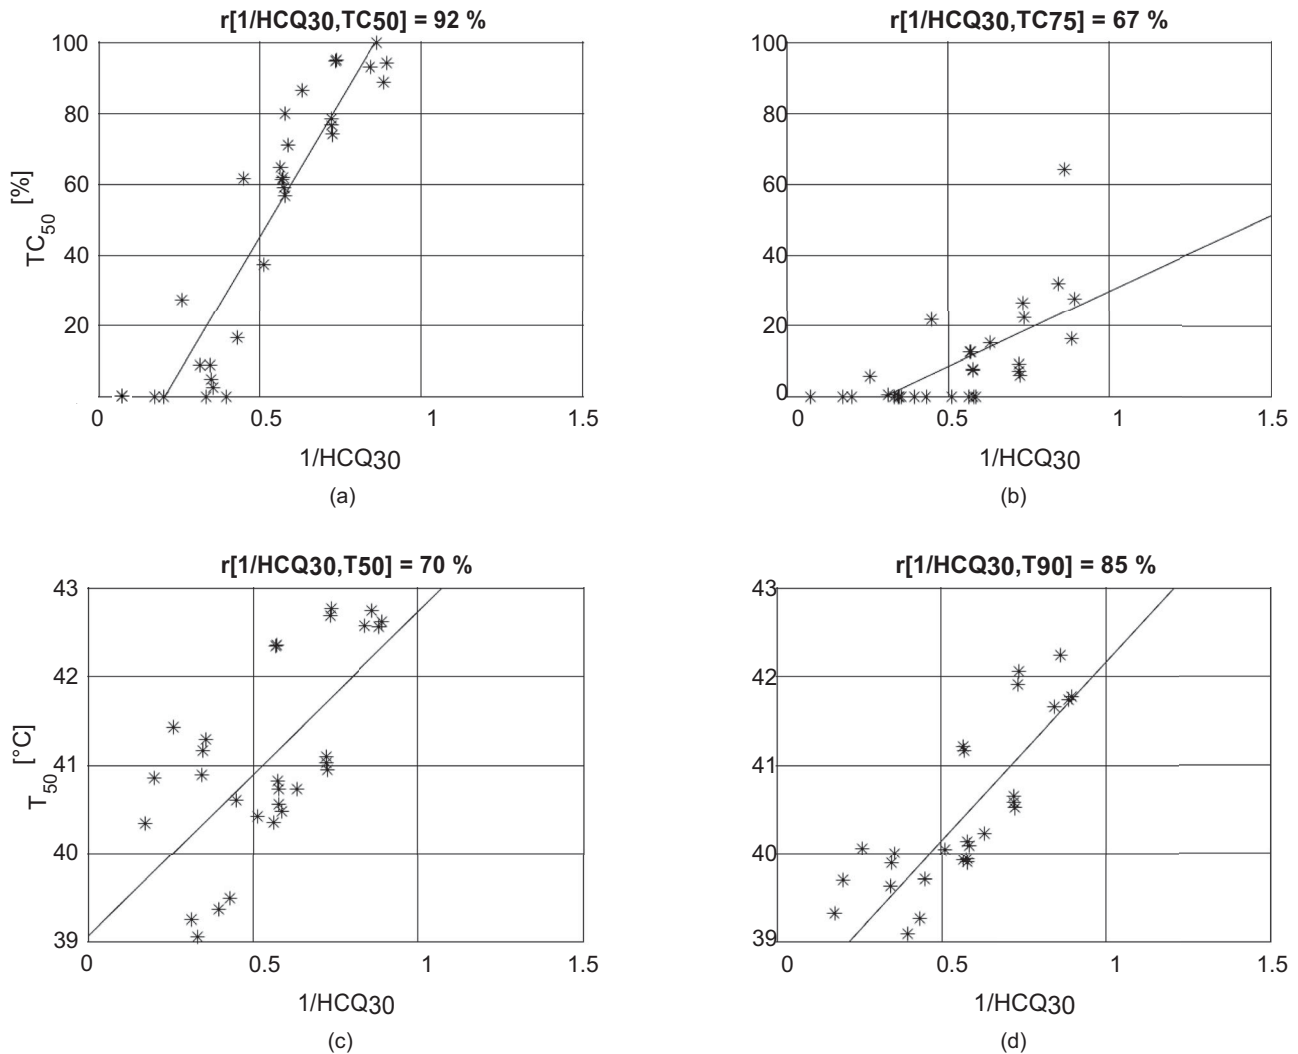 r[1/HCQ30,TC50] = 92 %
100
80
60
40
20
0
0.5
1
1.5
TC50 [%]
1/HCQ30
(a)
r[1/HCQ30,TC75] = 67 %
100
80
60
40
20
0
0
0.5
1
1.5
1/HCQ30
(b)
r[1/HCQ30,T50] = 70 %
43
42
41
40
39
0
0.5
1
1.5
T50 [°C]
1/HCQ30
(c)
r[1/HCQ30,T90] = 85 %
43
42
41
40
39
0
0.5
1
1.5
1/HCQ30
(d)